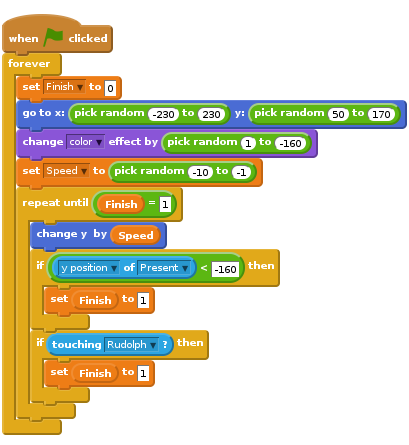 when clicked
forever
set Finish to 0
go to x: pick random -230 to 230 y: pick random 50 to 170
change color effect by pick random 1 to -160
set Speed to pick random -10 to -1
repeat until Finish = 1
change y by Speed
if y position of Present < -160 then
set Finish to 1
if touching Rudolph ? then
set Finish to 1